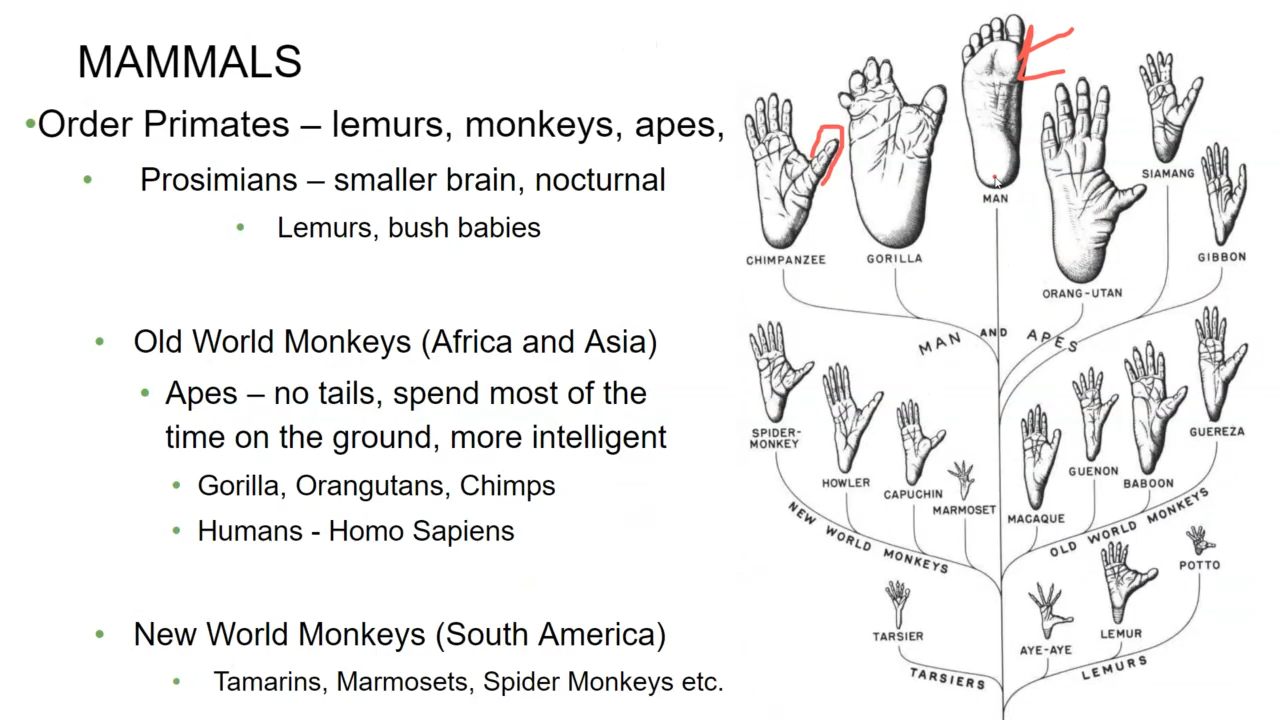 MAMMALS
•Order Primates – lemurs, monkeys, apes,
• Prosimians – smaller brain, nocturnal
• Lemurs, bush babies
• Old World Monkeys (Africa and Asia)
• Apes – no tails, spend most of the
time on the ground, more intelligent
• Gorilla, Orangutans, Chimps
• Humans - Homo Sapiens
• New World Monkeys (South America)
• Tamarins, Marmosets, Spider Monkeys etc.
CHIMPANZEE
GORILLA
MAN
ORANG-UTAN
SIAMANG
GIBBON
MAN AND APES
SPIDER-
MONKEY
HOWLER
CAPUCHIN
MARMOSET
MACAQUE
GUENON
BABOON
GUEREZA
NEW WORLD MONKEYS
OLD WORLD MONKEYS
TARSIER
AYE-AYE
LEMUR
POTTO
TARSIERS
LEMURS